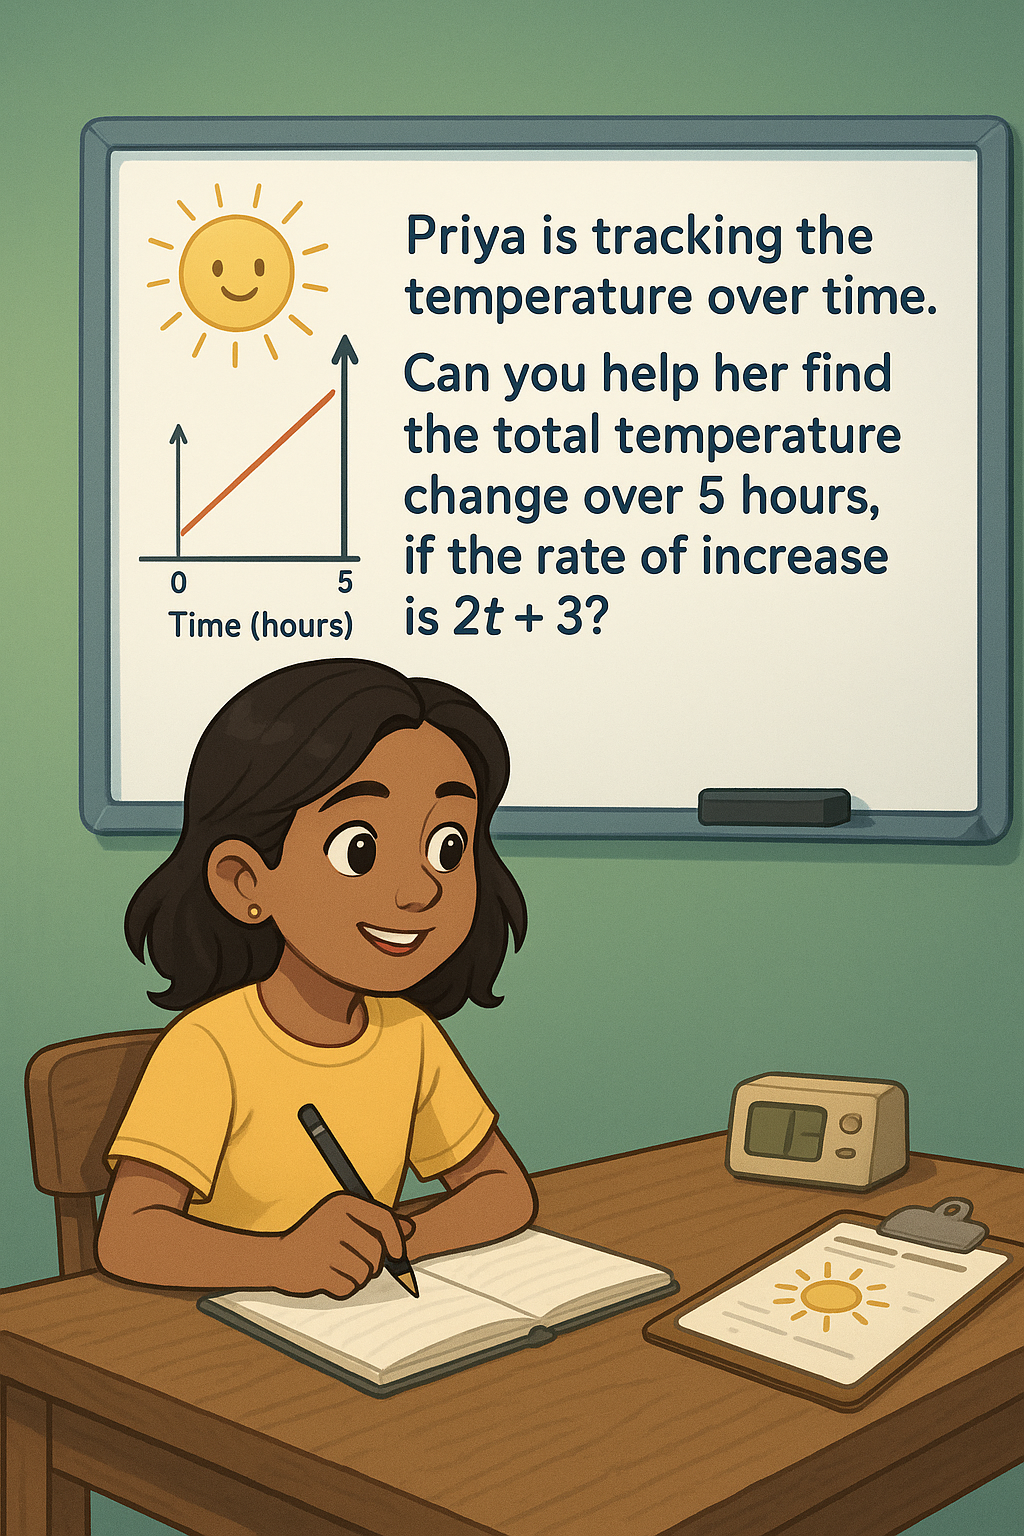 Priya is tracking the
temperature over time.
Can you help her find
the total temperature
change over 5 hours,
if the rate of increase
is 2t + 3?
0 5
Time (hours)